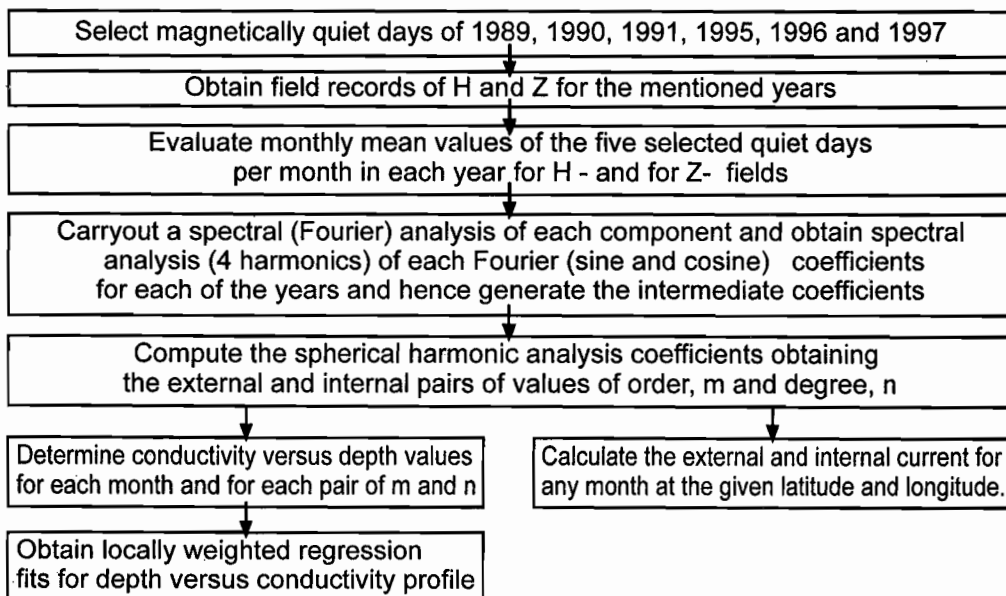 Select magnetically quiet days of 1989, 1990, 1991, 1995, 1996 and 1997
Obtain field records of H and Z for the mentioned years
Evaluate monthly mean values of the five selected quiet days
per month in each year for H - and for Z- fields
Carryout a spectral (Fourier) analysis of each component and obtain spectral
analysis (4 harmonics) of each Fourier (sine and cosine) coefficients
for each of the years and hence generate the intermediate coefficients
Compute the spherical harmonic analysis coefficients obtaining
the external and internal pairs of values of order, m and degree, n
Determine conductivity versus depth values
for each month and for each pair of m and n
Calculate the external and internal current for
any month at the given latitude and longitude.
Obtain locally weighted regression
fits for depth versus conductivity profile